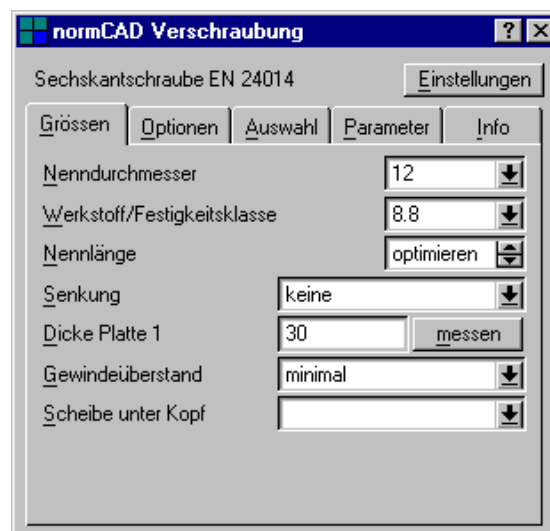 normCAD Verschraubung
Sechskantschraube EN 24014 Einstellungen
Grössen Optionen Auswahl Parameter Info
Nenndurchmesser 12
Werkstoff/Festigkeitsklasse 8.8
Nennlänge optimieren
Senkung keine
Dicke Platte 1 30 messen
Gewindeüberstand minimal
Scheibe unter Kopf